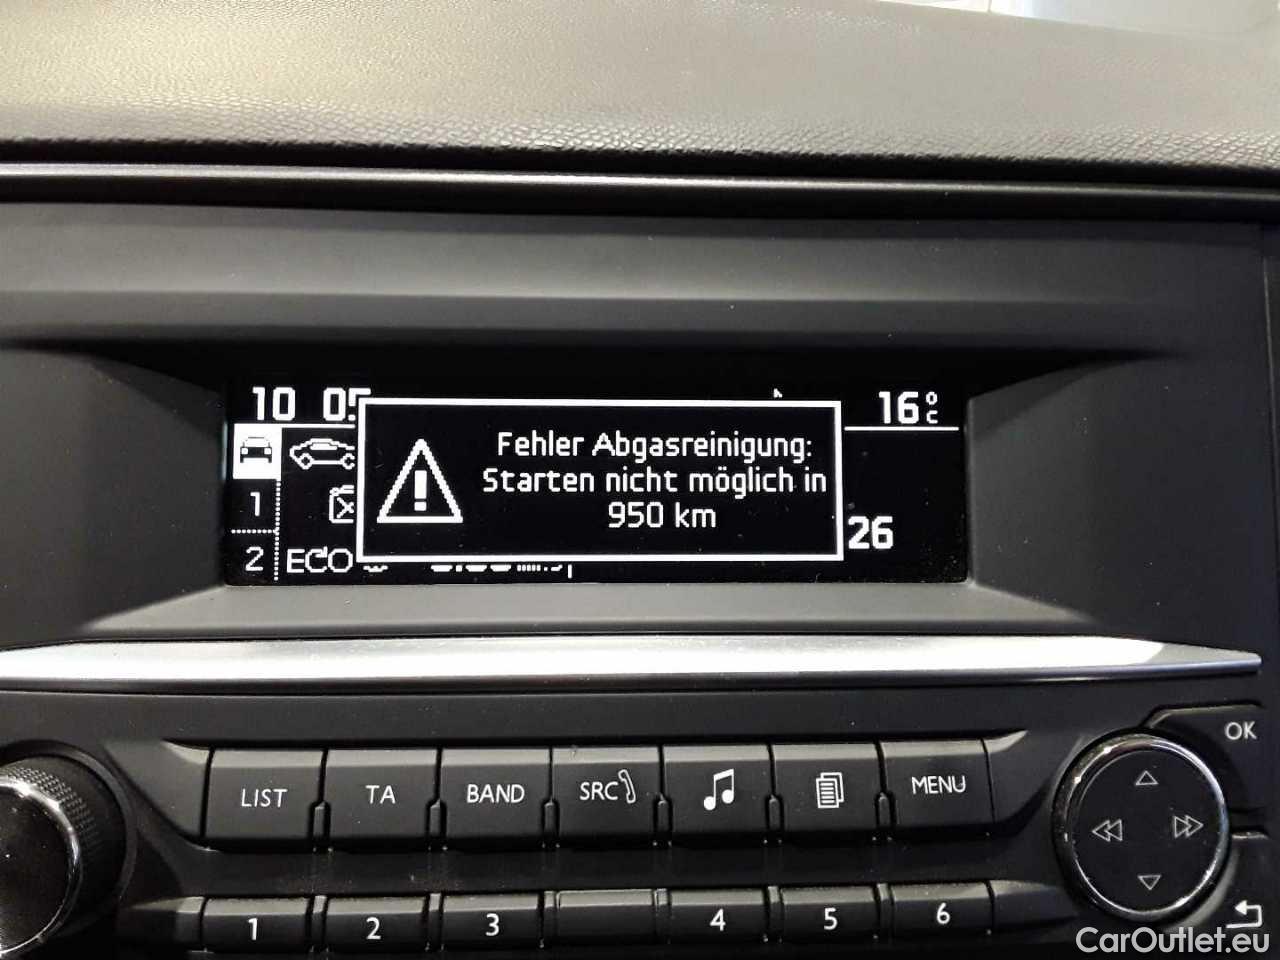 10 05
16°C
Fehler Abgasreinigung:
Starten nicht möglich in
950 km
1
26
2 ECO
OK
LIST TA BAND SRC MENU
1 2 3 4 5 6
CarOutlet.eu